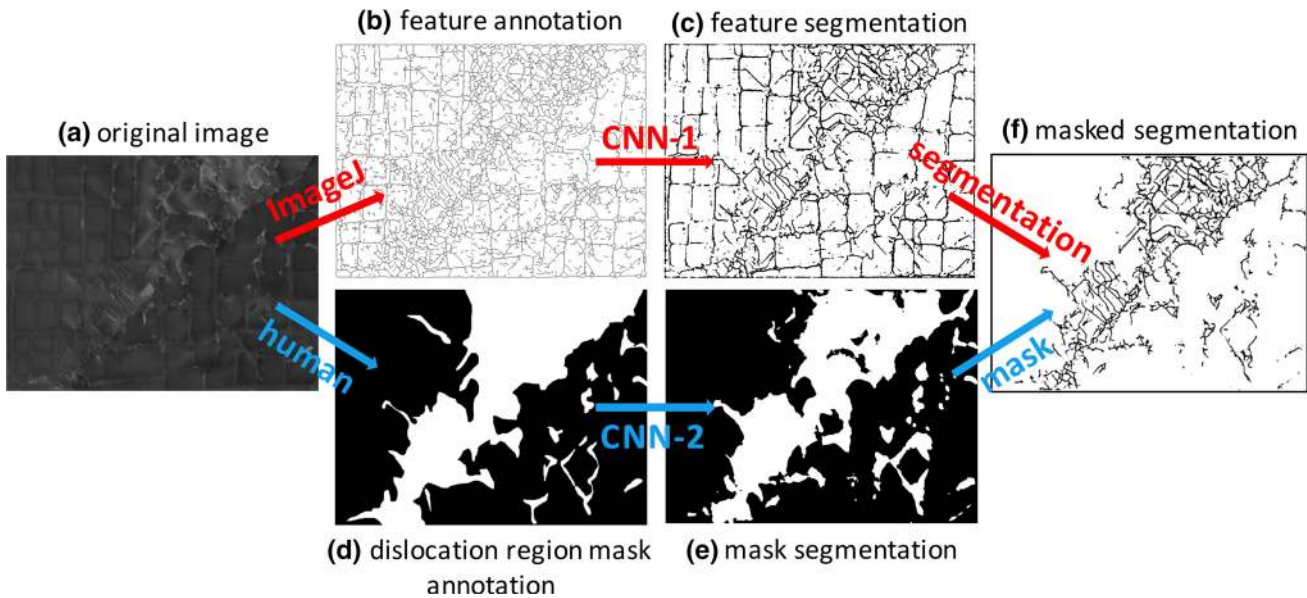 (b) feature annotation
(c) feature segmentation
(a) original image
ImageJ
CNN-1
segmentation
(f) masked segmentation
human
CNN-2
mask
(d) dislocation region mask
annotation
(e) mask segmentation